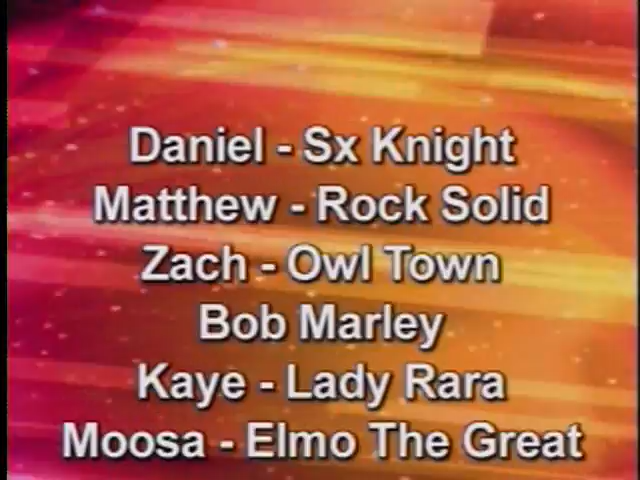 Daniel - Sx Knight
Matthew - Rock Solid
Zach - Owl Town
Bob Marley
Kaye - Lady Rara
Moosa - Elmo The Great